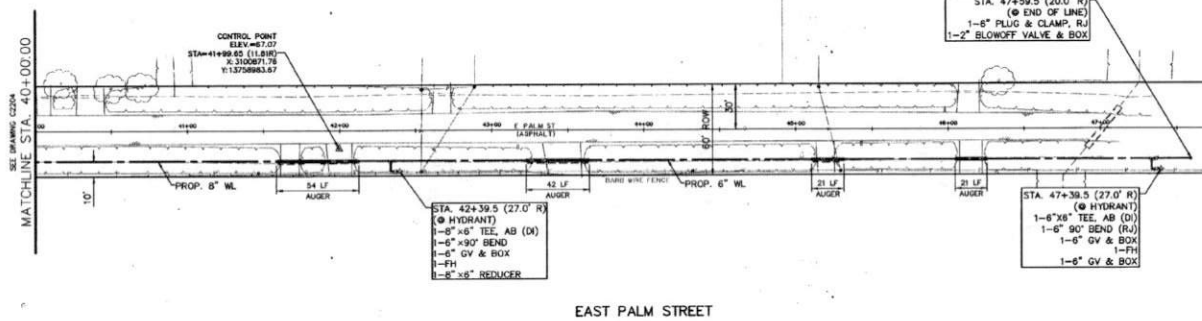 STA. 47+59.5 (20.0' R)
(@ END OF LINE)
1-6" PLUG & CLAMP, RJ
1-2" BLOWOFF VALVE & BOX
CONTROL POINT
ELEV.=67.07
STA=41+99.65 (11.81R)
X: 3100871.76
Y: 13758983.67
SEE DRAWING C2204
MATCHLINE STA. 40+00.00
00
41+00
42+00
43+00
44+00
45+00
46+00
47+00
E. PALM ST
(ASPHALT)
60' ROW
30'
10'
PROP. 8" WL
54 LF
AUGER
42 LF
AUGER
BARB WIRE FENCE
PROP. 6" WL
21 LF
AUGER
21 LF
AUGER
STA. 42+39.5 (27.0' R)
(@ HYDRANT)
1-8"x6" TEE, AB (DI)
1-6"x90° BEND
1-6" GV & BOX
1-FH
1-8"x6" REDUCER
STA. 47+39.5 (27.0' R)
(@ HYDRANT)
1-6"X6" TEE, AB (DI)
1-6" 90° BEND (RJ)
1-6" GV & BOX
1-FH
1-6" GV & BOX
EAST PALM STREET